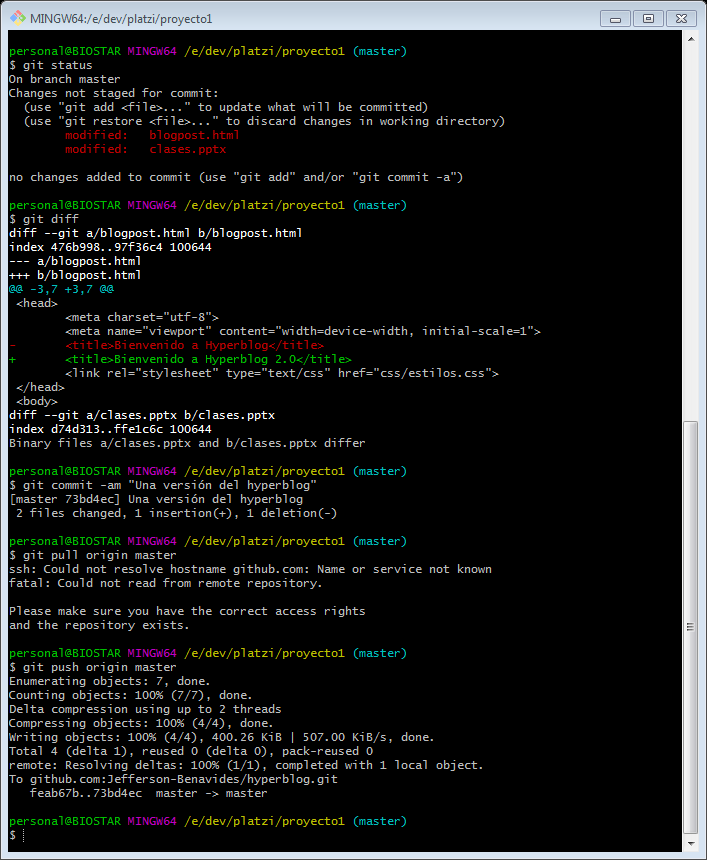 MINGW64:/e/dev/platzi/proyecto1
personal@BIOSTAR MINGW64 /e/dev/platzi/proyecto1 (master)
$ git status
On branch master
Changes not staged for commit:
  (use "git add <file>..." to update what will be committed)
  (use "git restore <file>..." to discard changes in working directory)
        modified:   blogpost.html
        modified:   clases.pptx

no changes added to commit (use "git add" and/or "git commit -a")

personal@BIOSTAR MINGW64 /e/dev/platzi/proyecto1 (master)
$ git diff
diff --git a/blogpost.html b/blogpost.html
index 476b998..97f36c4 100644
--- a/blogpost.html
+++ b/blogpost.html
@@ -3,7 +3,7 @@
 <head>
        <meta charset="utf-8">
        <meta name="viewport" content="width=device-width, initial-scale=1">
-       <title>Bienvenido a Hyperblog</title>
+       <title>Bienvenido a Hyperblog 2.0</title>
        <link rel="stylesheet" type="text/css" href="css/estilos.css">
 </head>
 <body>
diff --git a/clases.pptx b/clases.pptx
index d74d313..ffe1c6c 100644
Binary files a/clases.pptx and b/clases.pptx differ

personal@BIOSTAR MINGW64 /e/dev/platzi/proyecto1 (master)
$ git commit -am "Una versión del hyperblog"
[master 73bd4ec] Una versión del hyperblog
 2 files changed, 1 insertion(+), 1 deletion(-)

personal@BIOSTAR MINGW64 /e/dev/platzi/proyecto1 (master)
$ git pull origin master
ssh: Could not resolve hostname github.com: Name or service not known
fatal: Could not read from remote repository.

Please make sure you have the correct access rights
and the repository exists.

personal@BIOSTAR MINGW64 /e/dev/platzi/proyecto1 (master)
$ git push origin master
Enumerating objects: 7, done.
Counting objects: 100% (7/7), done.
Delta compression using up to 2 threads
Compressing objects: 100% (4/4), done.
Writing objects: 100% (4/4), 400.26 KiB | 507.00 KiB/s, done.
Total 4 (delta 1), reused 0 (delta 0), pack-reused 0
remote: Resolving deltas: 100% (1/1), completed with 1 local object.
To github.com:Jefferson-Benavides/hyperblog.git
   feab67b..73bd4ec  master -> master

personal@BIOSTAR MINGW64 /e/dev/platzi/proyecto1 (master)
$